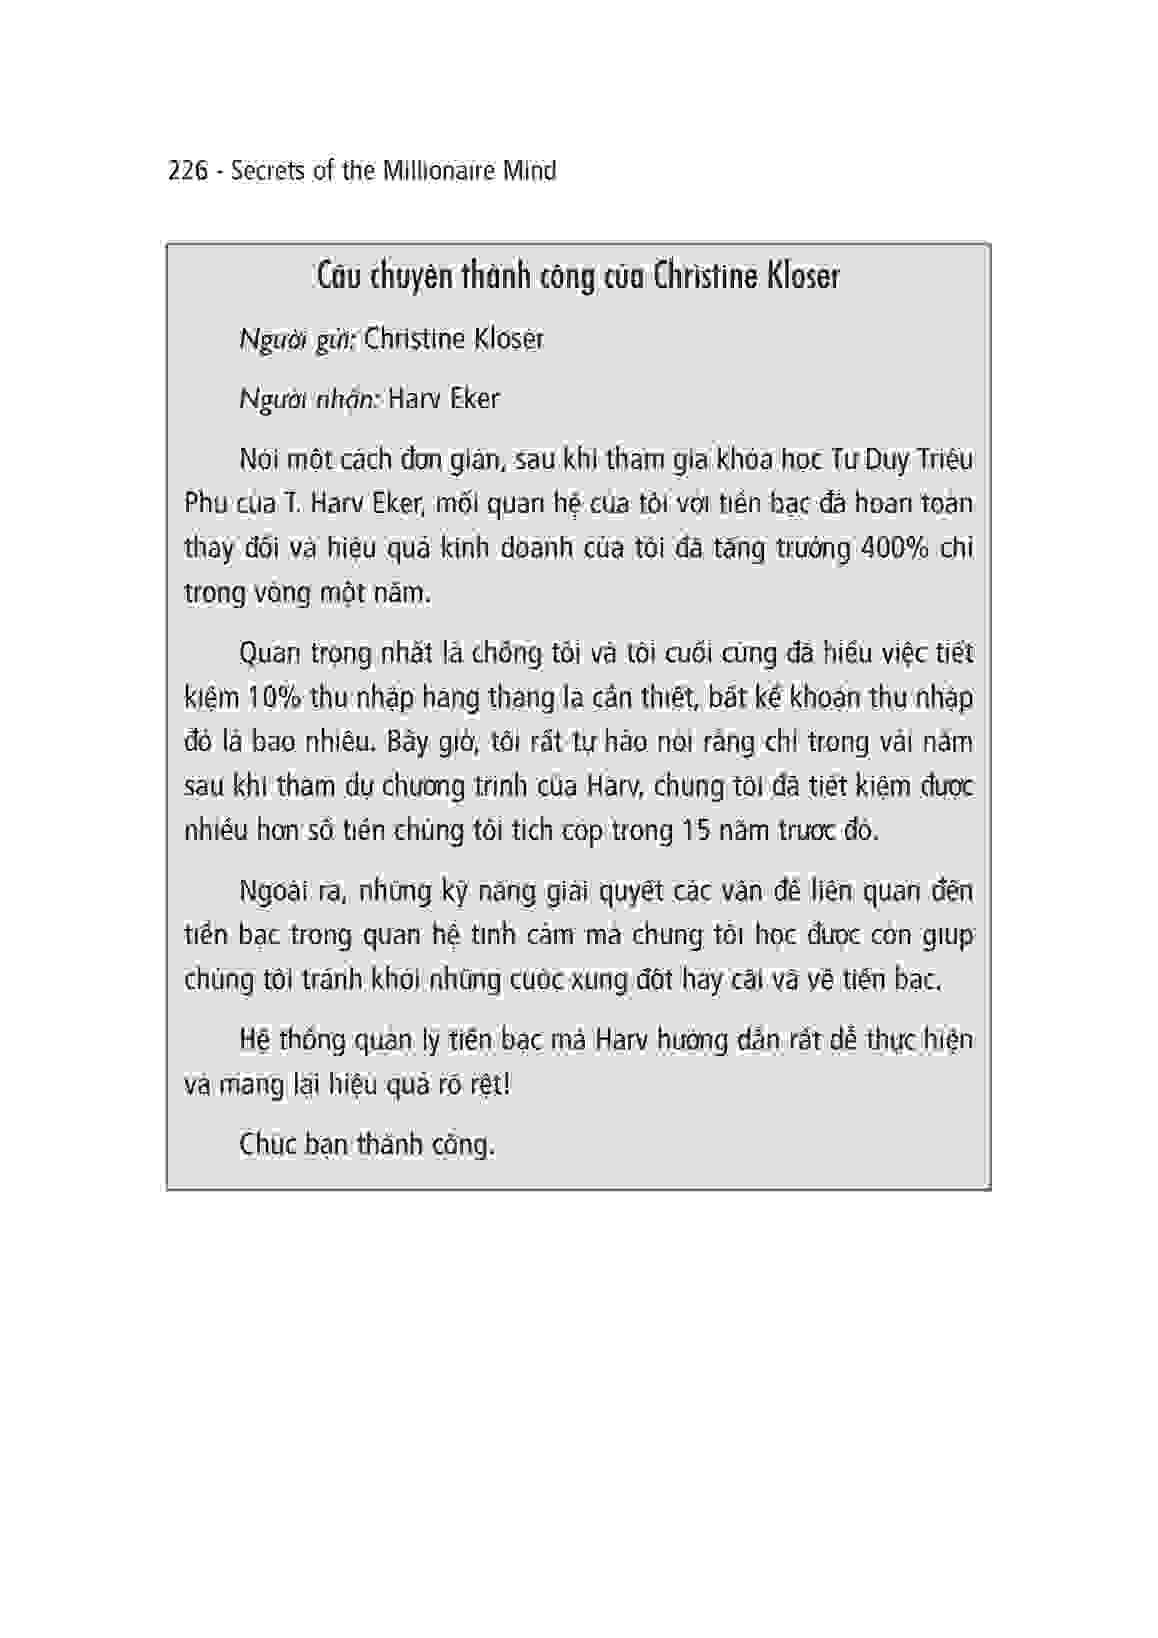 226 - Secrets of the Millionaire Mind
Câu chuyện thành công của Christine Kloser
Người gửi: Christine Kloser
Người nhận: Harv Eker
Nói một cách đơn giản, sau khi tham gia khóa học Tư Duy Triệu
Phú của T. Harv Eker, mối quan hệ của tôi với tiền bạc đã hoàn toàn
thay đổi và hiệu quả kinh doanh của tôi đã tăng trưởng 400% chỉ
trong vòng một năm.
Quan trọng nhất là chồng tôi và tôi cuối cùng đã hiểu việc tiết
kiệm 10% thu nhập hàng tháng là cần thiết, bất kể khoản thu nhập
đó là bao nhiêu. Bây giờ, tôi rất tự hào nói rằng chỉ trong vài năm
sau khi tham dự chương trình của Harv, chúng tôi đã tiết kiệm được
nhiều hơn số tiền chúng tôi tích cóp trong 15 năm trước đó.
Ngoài ra, những kỹ năng giải quyết các vấn đề liên quan đến
tiền bạc trong quan hệ tình cảm mà chúng tôi học được còn giúp
chúng tôi tránh khỏi những cuộc xung đột hay cãi vã về tiền bạc.
Hệ thống quản lý tiền bạc mà Harv hướng dẫn rất dễ thực hiện
và mang lại hiệu quả rõ rệt!
Chúc bạn thành công.